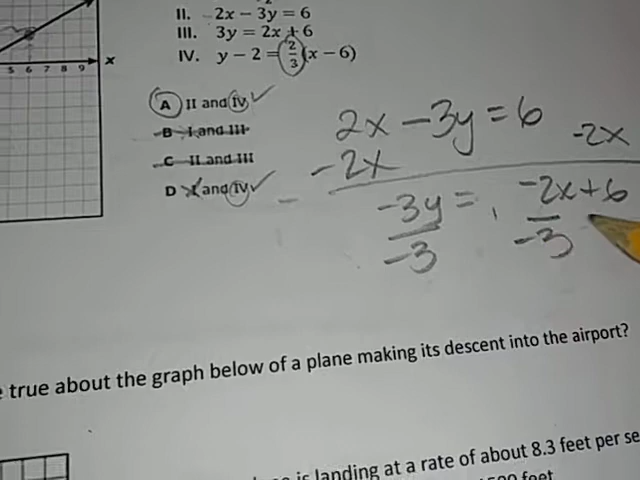 II. 2x − 3y = 6
III. 3y = 2x + 6
5 6 7 8 9 x
IV. y − 2 = 2/3 (x − 6)
A II and IV ✓
B I and III
C II and III
D I and IV ✓
2x − 3y = 6 -2x
-2x
- -3y = -2x + 6
-3 -3
true about the graph below of a plane making its descent into the airport?
is landing at a rate of about 8.3 feet per se
feet